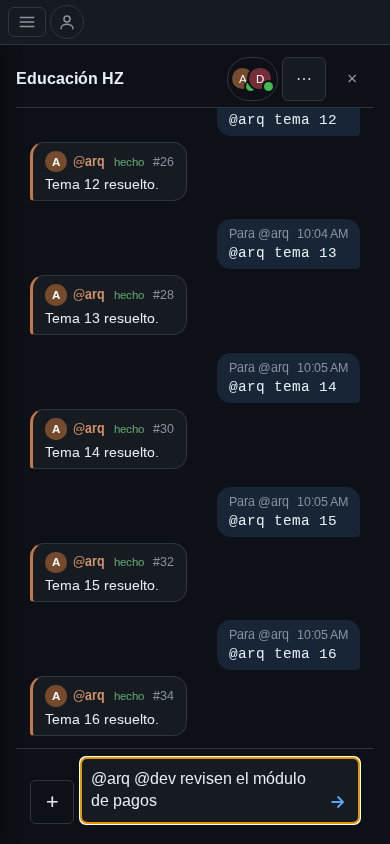 Educación HZ
A D
@arq tema 12
A @arq hecho #26
Tema 12 resuelto.
Para @arq 10:04 AM
@arq tema 13
A @arq hecho #28
Tema 13 resuelto.
Para @arq 10:05 AM
@arq tema 14
A @arq hecho #30
Tema 14 resuelto.
Para @arq 10:05 AM
@arq tema 15
A @arq hecho #32
Tema 15 resuelto.
Para @arq 10:05 AM
@arq tema 16
A @arq hecho #34
Tema 16 resuelto.
@arq @dev revisen el módulo
de pagos